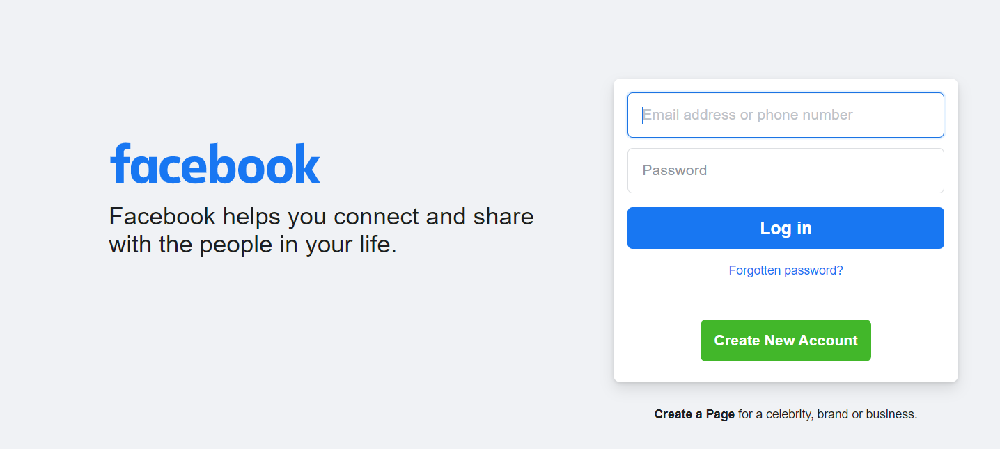 facebook
Facebook helps you connect and share
with the people in your life.
Email address or phone number
Password
Log in
Forgotten password?
Create New Account
Create a Page for a celebrity, brand or business.